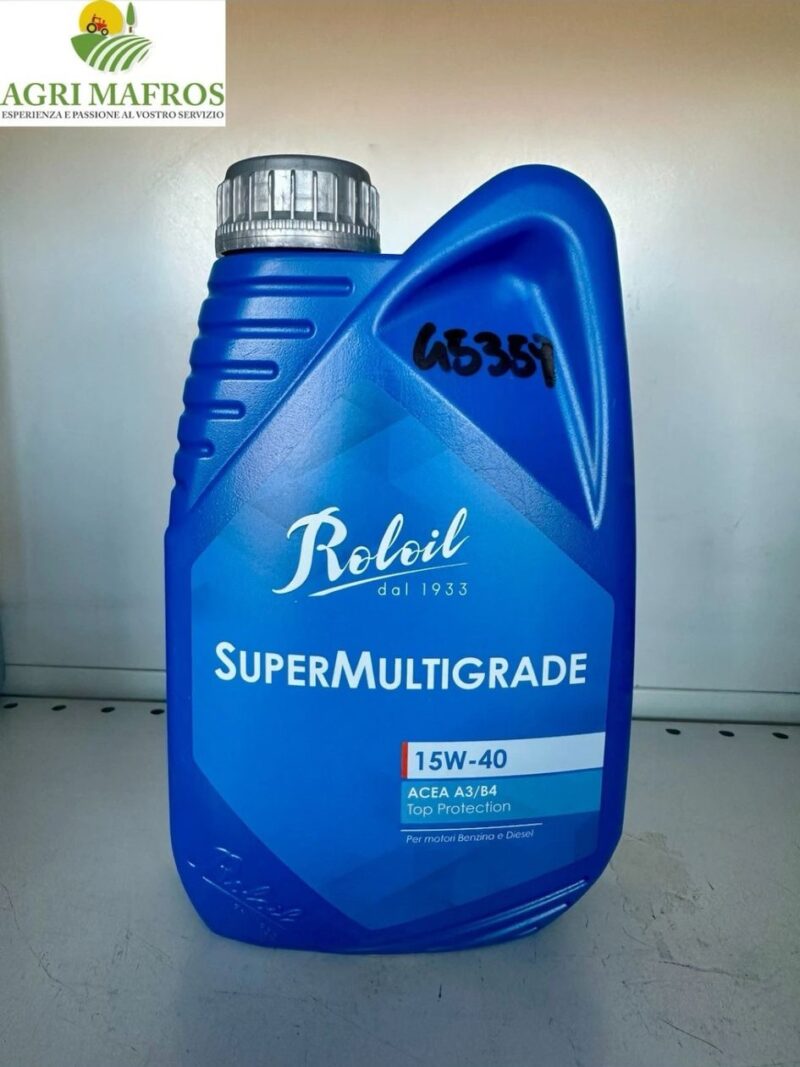 AGRI MAFROS
ESPERIENZA E PASSIONE AL VOSTRO SERVIZIO
Roloil
dal 1933
SUPERMULTIGRADE
15W-40
ACEA A3/B4
Top Protection
Per motori Benzina e Diesel
Roloil